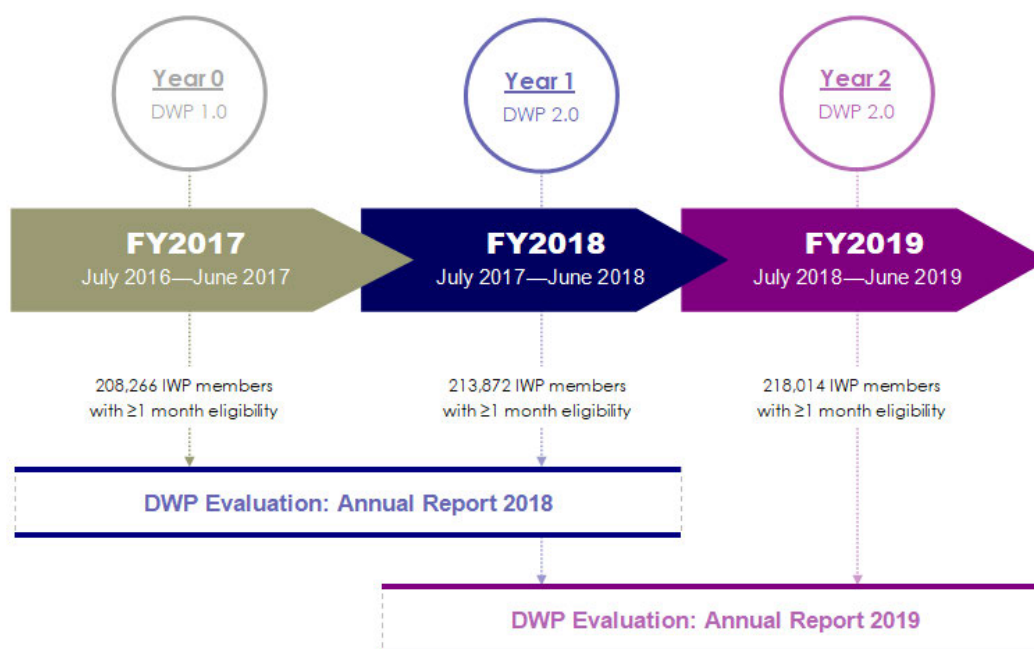 Year 0
DWP 1.0
Year 1
DWP 2.0
Year 2
DWP 2.0
FY2017
July 2016—June 2017
FY2018
July 2017—June 2018
FY2019
July 2018—June 2019
208,266 IWP members
with ≥1 month eligibility
213,872 IWP members
with ≥1 month eligibility
218,014 IWP members
with ≥1 month eligibility
DWP Evaluation: Annual Report 2018
DWP Evaluation: Annual Report 2019